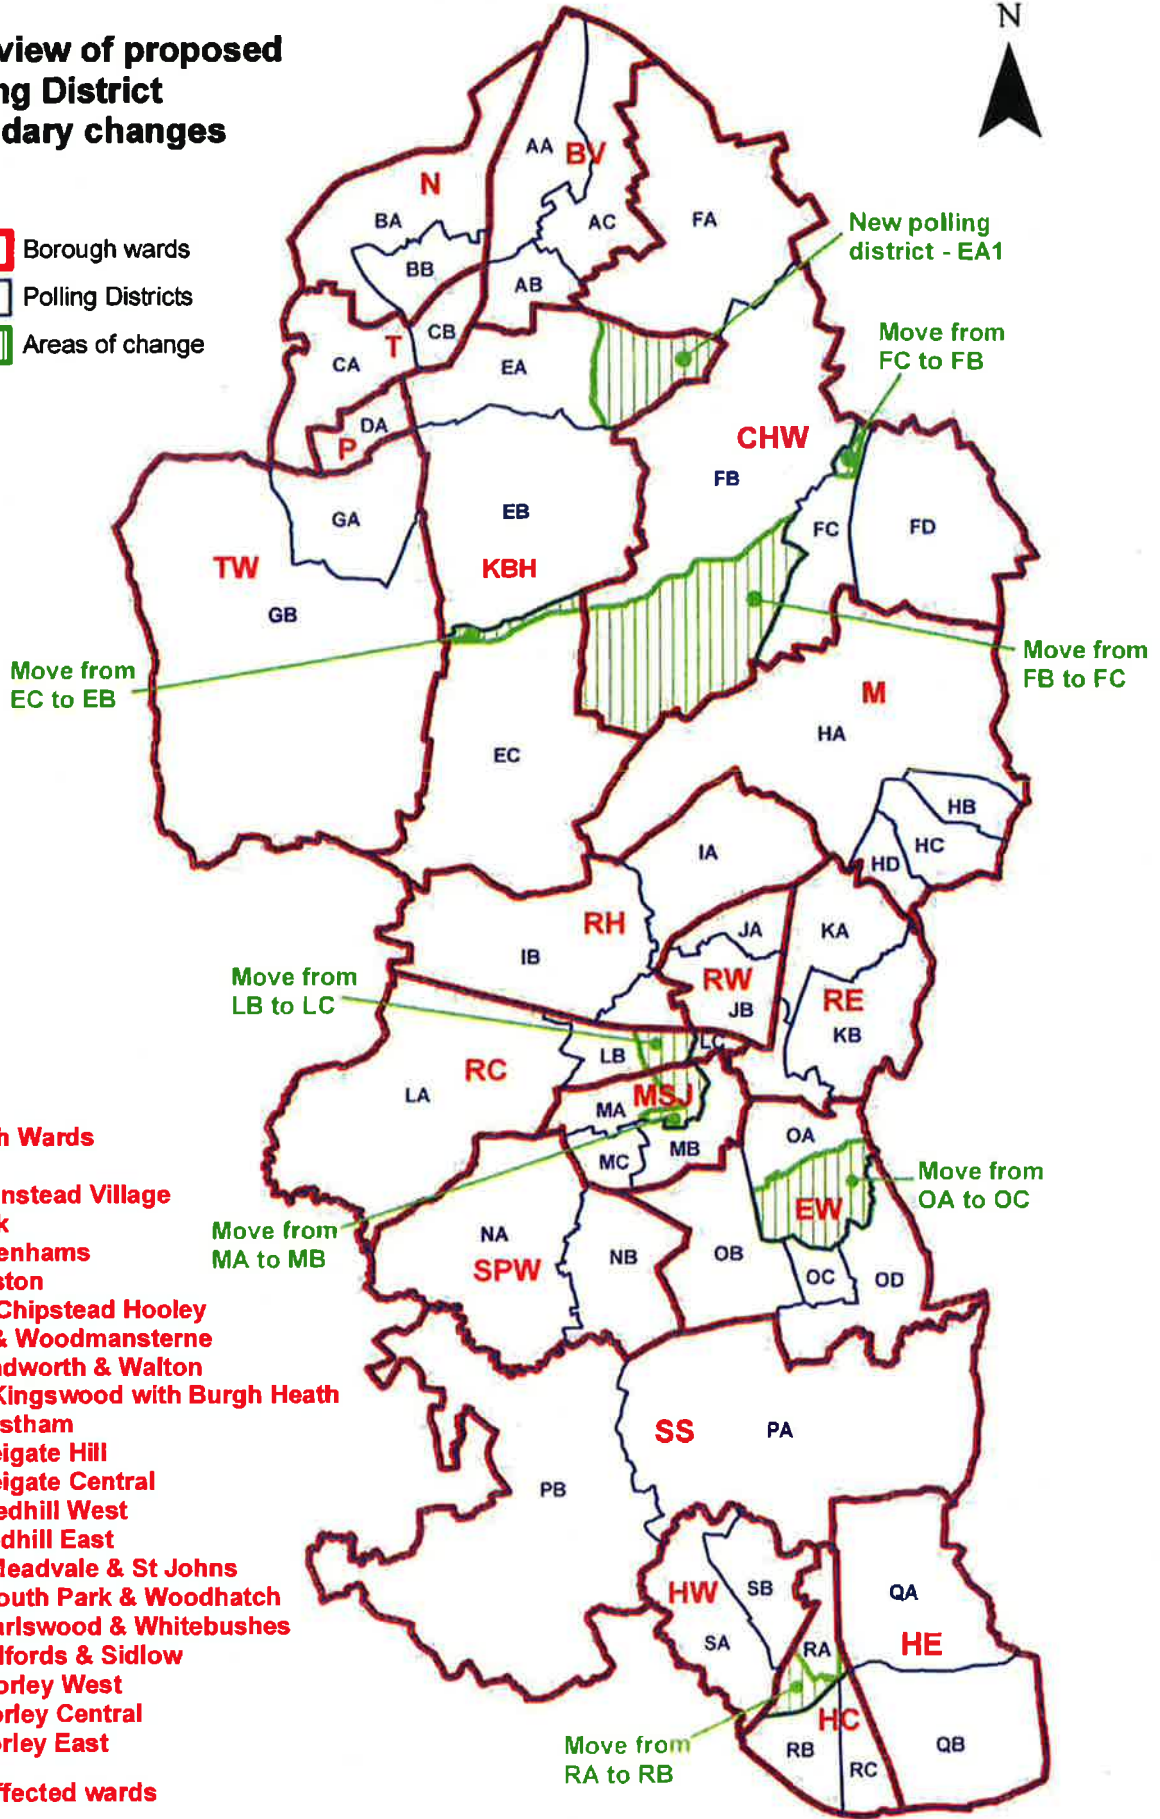 view of proposed
ng District
dary changes
N
Borough wards
Polling Districts
Areas of change
New polling
district - EA1
Move from
FC to FB
Move from
FB to FC
Move from
EC to EB
Move from
LB to LC
Move from
MA to MB
Move from
OA to OC
Move from
RA to RB
AA
BV
N
BA
AC
FA
BB
AB
CB
T
CA
EA
DA
P
CHW
FB
GA
EB
FC
FD
TW
KBH
GB
M
HA
EC
HB
HC
HD
IA
RH
JA
KA
IB
RW
RE
JB
KB
LB
LC
RC
LA
MSJ
MA
OA
MB
MC
EW
NA
NB
OB
SPW
OC
OD
SS
PA
PB
HW
SB
QA
SA
RA
HE
HC
RB
RC
QB
h Wards
nstead Village
k
enhams
ston
Chipstead Hooley
& Woodmansterne
dworth & Walton
Kingswood with Burgh Heath
stham
eigate Hill
eigate Central
edhill West
dhill East
Meadvale & St Johns
outh Park & Woodhatch
arlswood & Whitebushes
lfords & Sidlow
orley West
orley Central
orley East
ffected wards